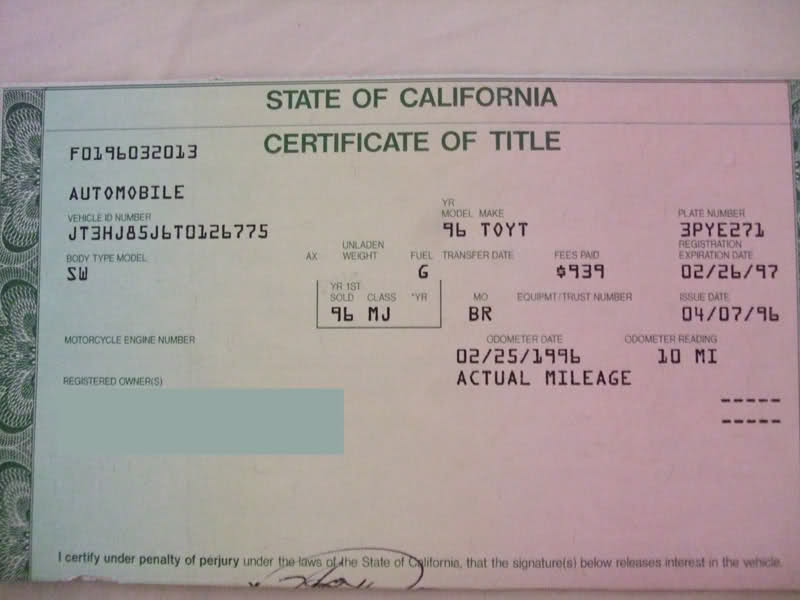 STATE OF CALIFORNIA
CERTIFICATE OF TITLE
F0196032013
AUTOMOBILE
VEHICLE ID NUMBER
YR
MODEL MAKE
PLATE NUMBER
JT3HJ85J6T0126775
96 TOYT
3PYE271
BODY TYPE MODEL
AX
UNLADEN
WEIGHT
FUEL
TRANSFER DATE
FEES PAID
REGISTRATION
EXPIRATION DATE
SW
G
$939
02/26/97
YR 1ST
SOLD CLASS *YR
MO
EQUIPMT/TRUST NUMBER
ISSUE DATE
96 MJ
BR
04/07/96
MOTORCYCLE ENGINE NUMBER
ODOMETER DATE
ODOMETER READING
02/25/1996
10 MI
REGISTERED OWNER(S)
ACTUAL MILEAGE
-----
-----
I certify under penalty of perjury under the laws of the State of California, that the signature(s) below releases interest in the vehicle.